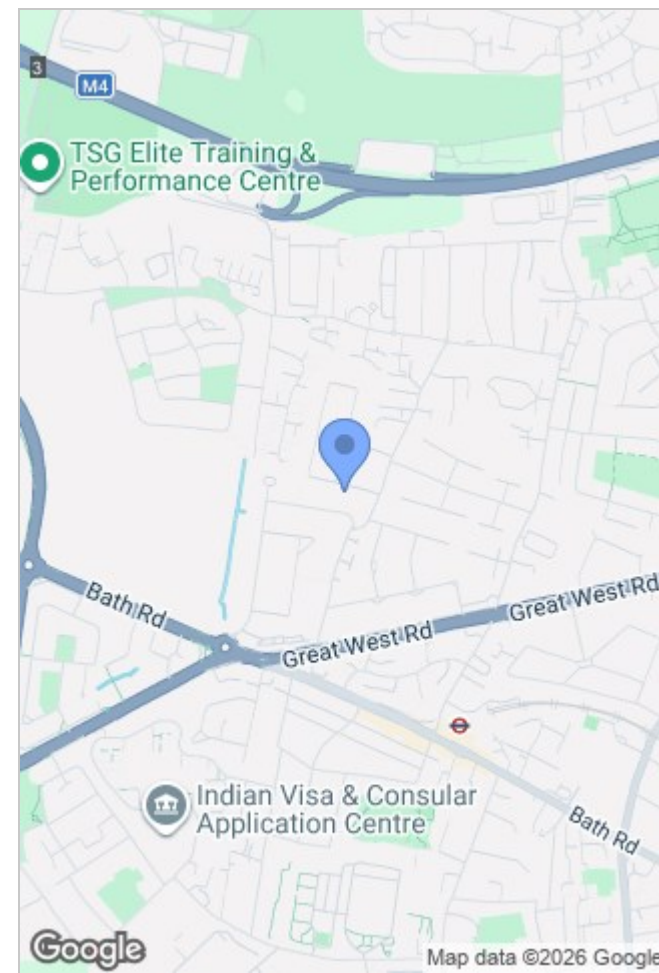 3
M4
TSG Elite Training &
Performance Centre
Bath Rd
Great West Rd
Great West Rd
Indian Visa & Consular
Application Centre
Bath Rd
Google
Map data ©2026 Google